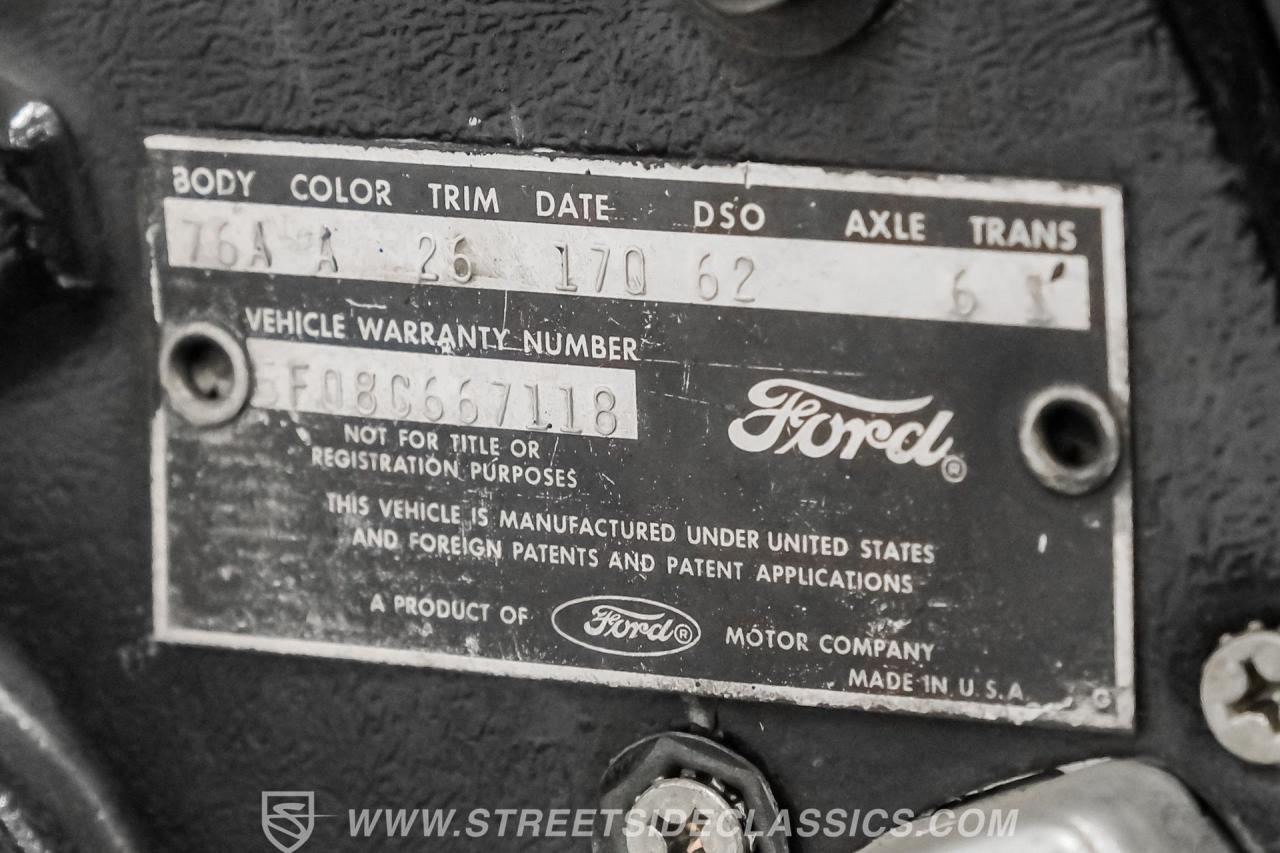 BODY COLOR TRIM DATE DSO AXLE TRANS
76A A 26 17Q 62 6 1
VEHICLE WARRANTY NUMBER
5F08C667118
Ford®
NOT FOR TITLE OR
REGISTRATION PURPOSES
THIS VEHICLE IS MANUFACTURED UNDER UNITED STATES
AND FOREIGN PATENTS AND PATENT APPLICATIONS
A PRODUCT OF Ford® MOTOR COMPANY
MADE IN U.S.A.
G
WWW.STREETSIDECLASSICS.COM